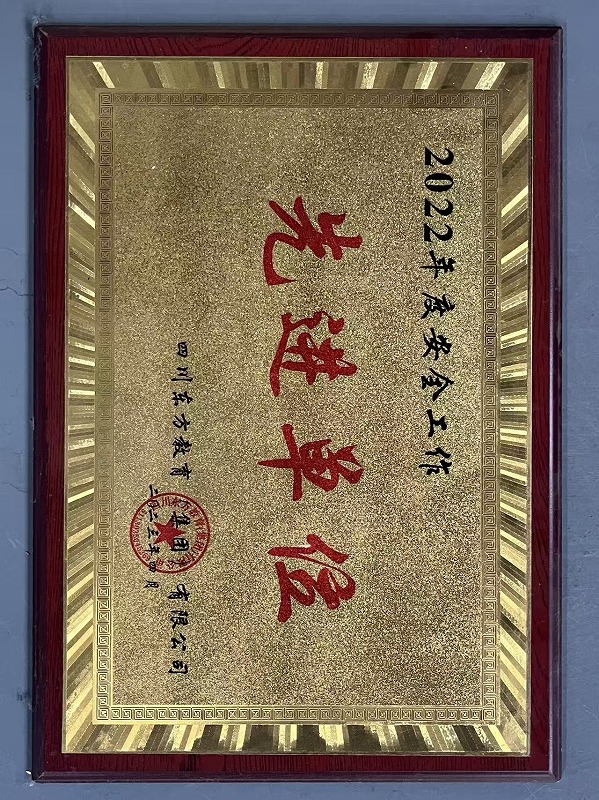 2022年度安全工作
先进单位
四川东方教育集团 有限公司
二〇二三年四月